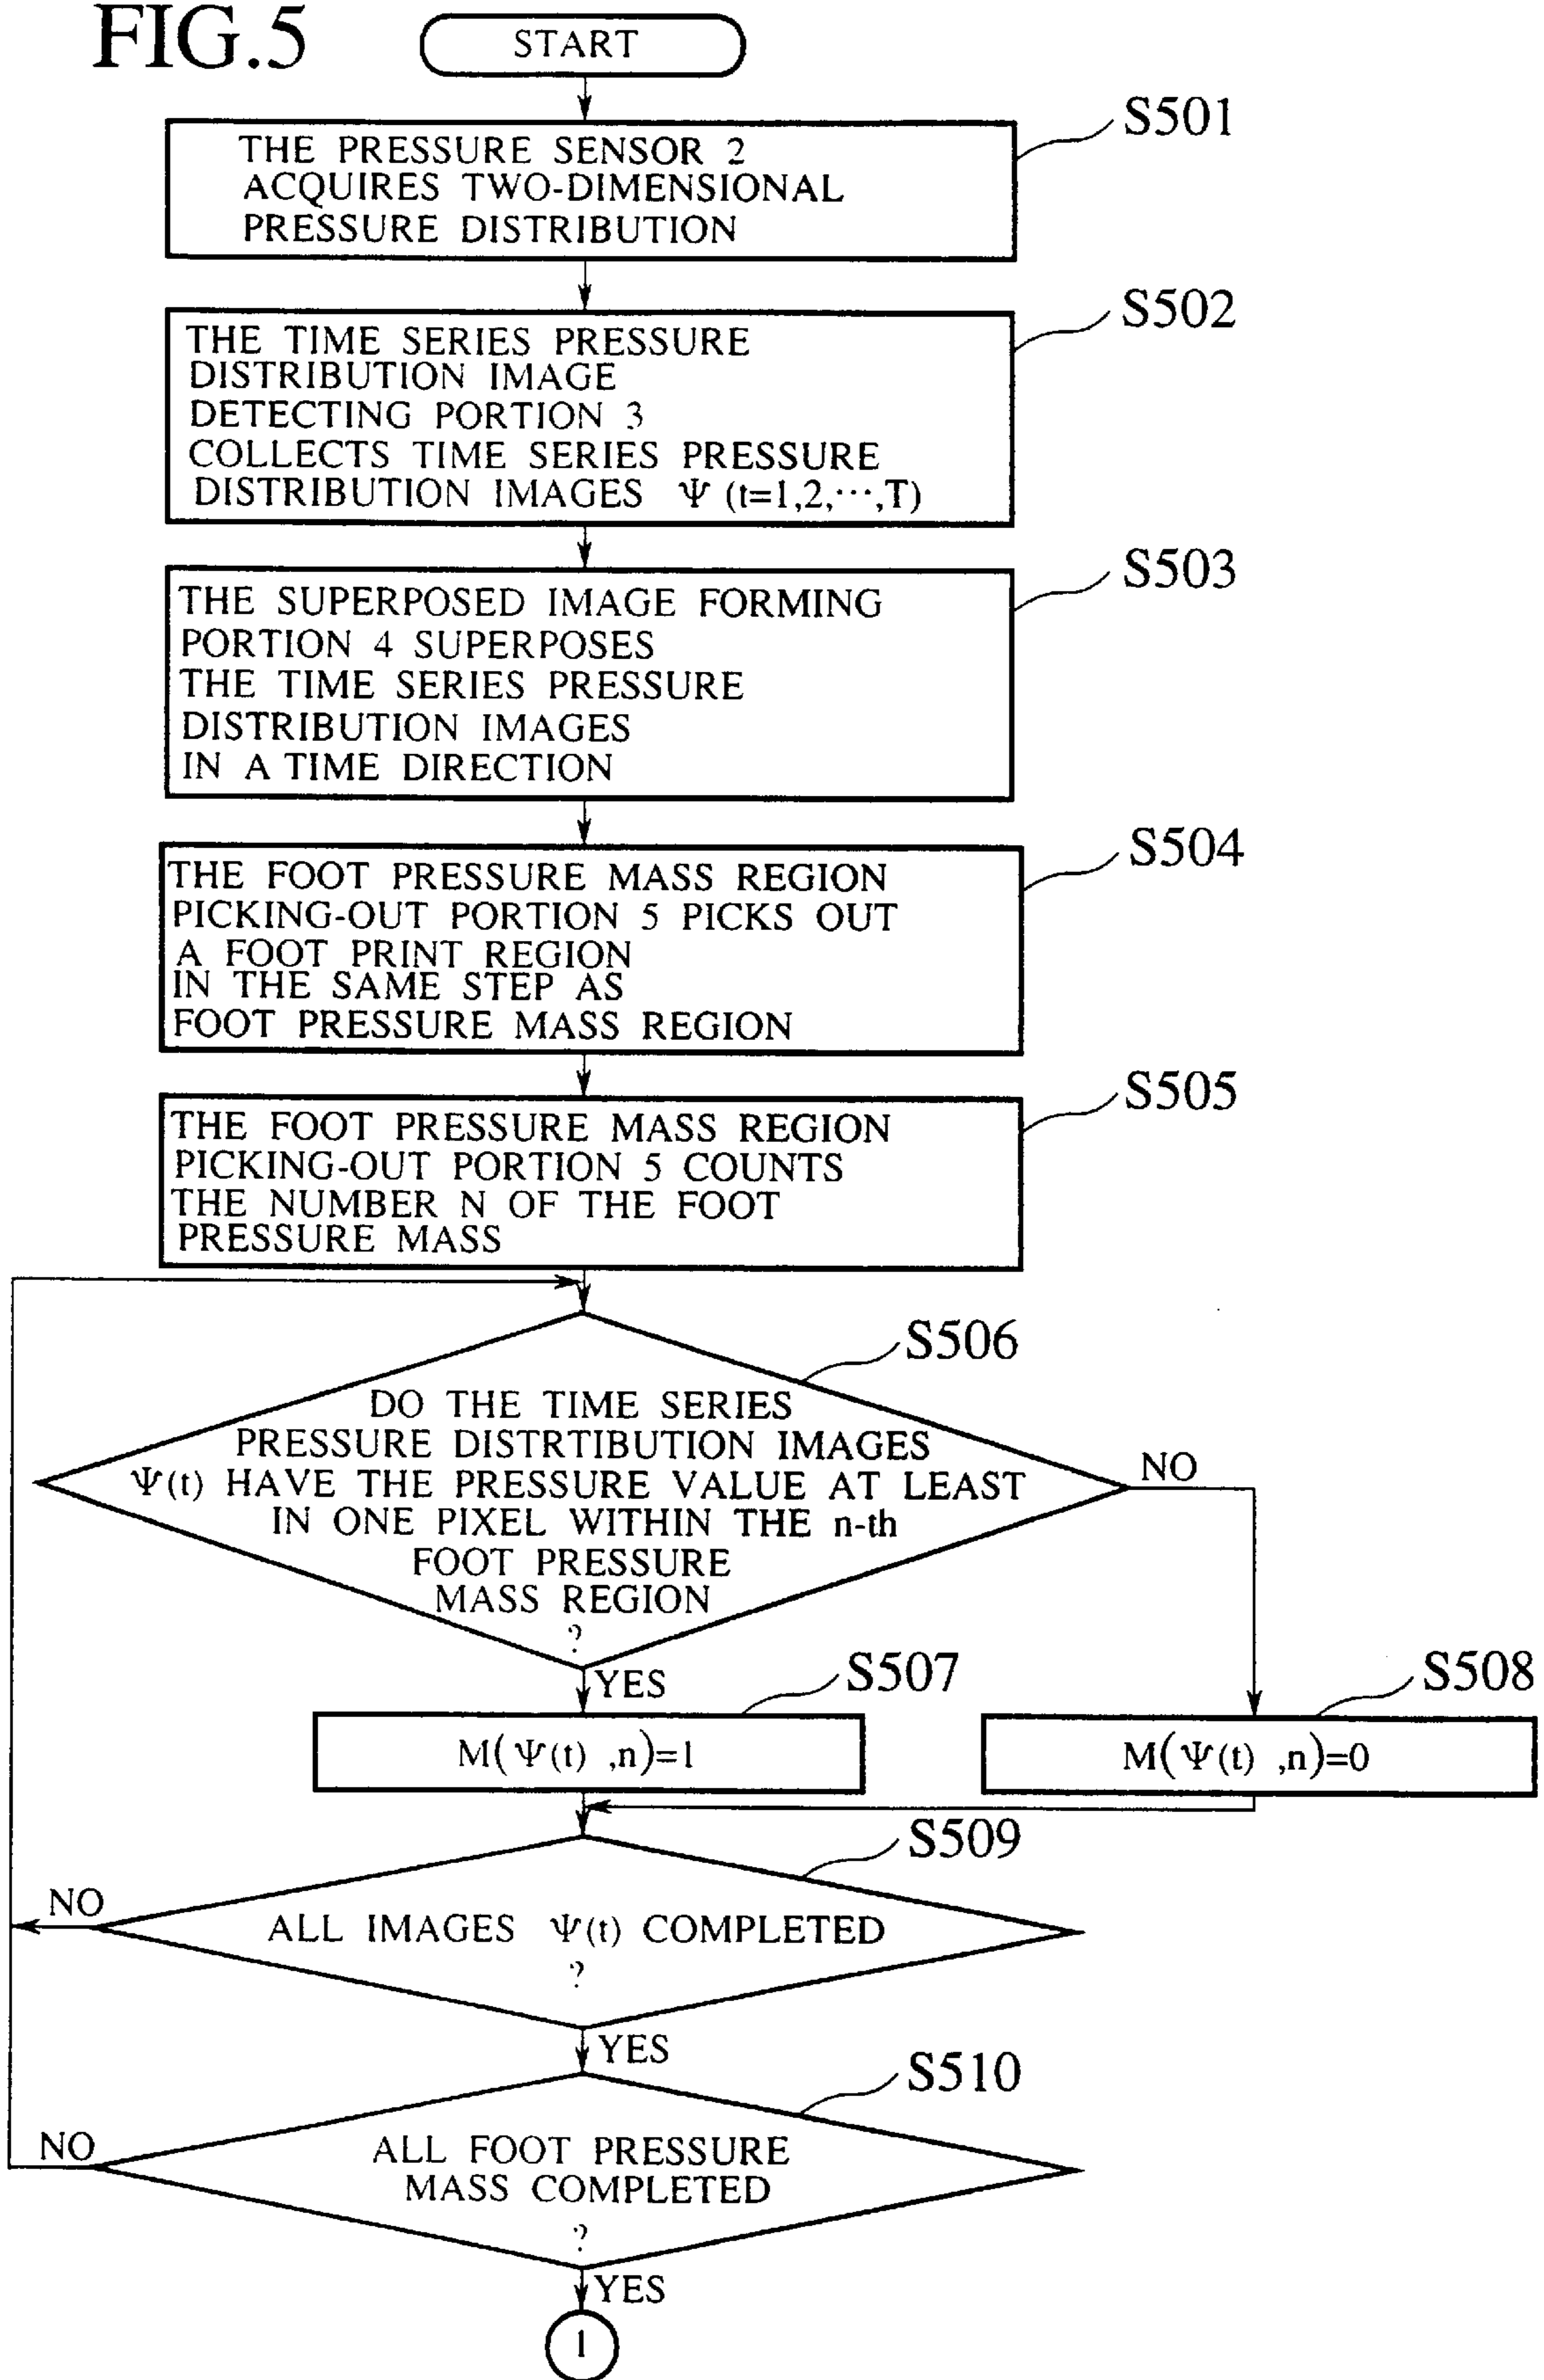 FIG.5
START
S501
THE PRESSURE SENSOR 2
ACQUIRES TWO-DIMENSIONAL
PRESSURE DISTRIBUTION
S502
THE TIME SERIES PRESSURE
DISTRIBUTION IMAGE
DETECTING PORTION 3
COLLECTS TIME SERIES PRESSURE
DISTRIBUTION IMAGES Ψ (t=1,2,⋯,T)
S503
THE SUPERPOSED IMAGE FORMING
PORTION 4 SUPERPOSES
THE TIME SERIES PRESSURE
DISTRIBUTION IMAGES
IN A TIME DIRECTION
S504
THE FOOT PRESSURE MASS REGION
PICKING-OUT PORTION 5 PICKS OUT
A FOOT PRINT REGION
IN THE SAME STEP AS
FOOT PRESSURE MASS REGION
S505
THE FOOT PRESSURE MASS REGION
PICKING-OUT PORTION 5 COUNTS
THE NUMBER N OF THE FOOT
PRESSURE MASS
S506
DO THE TIME SERIES
PRESSURE DISTRTIBUTION IMAGES
Ψ(t) HAVE THE PRESSURE VALUE AT LEAST
IN ONE PIXEL WITHIN THE n-th
FOOT PRESSURE
MASS REGION
?
NO
YES
S507
M(Ψ(t) ,n)=1
S508
M(Ψ(t) ,n)=0
S509
NO
ALL IMAGES Ψ(t) COMPLETED
?
YES
S510
NO
ALL FOOT PRESSURE
MASS COMPLETED
?
YES
1